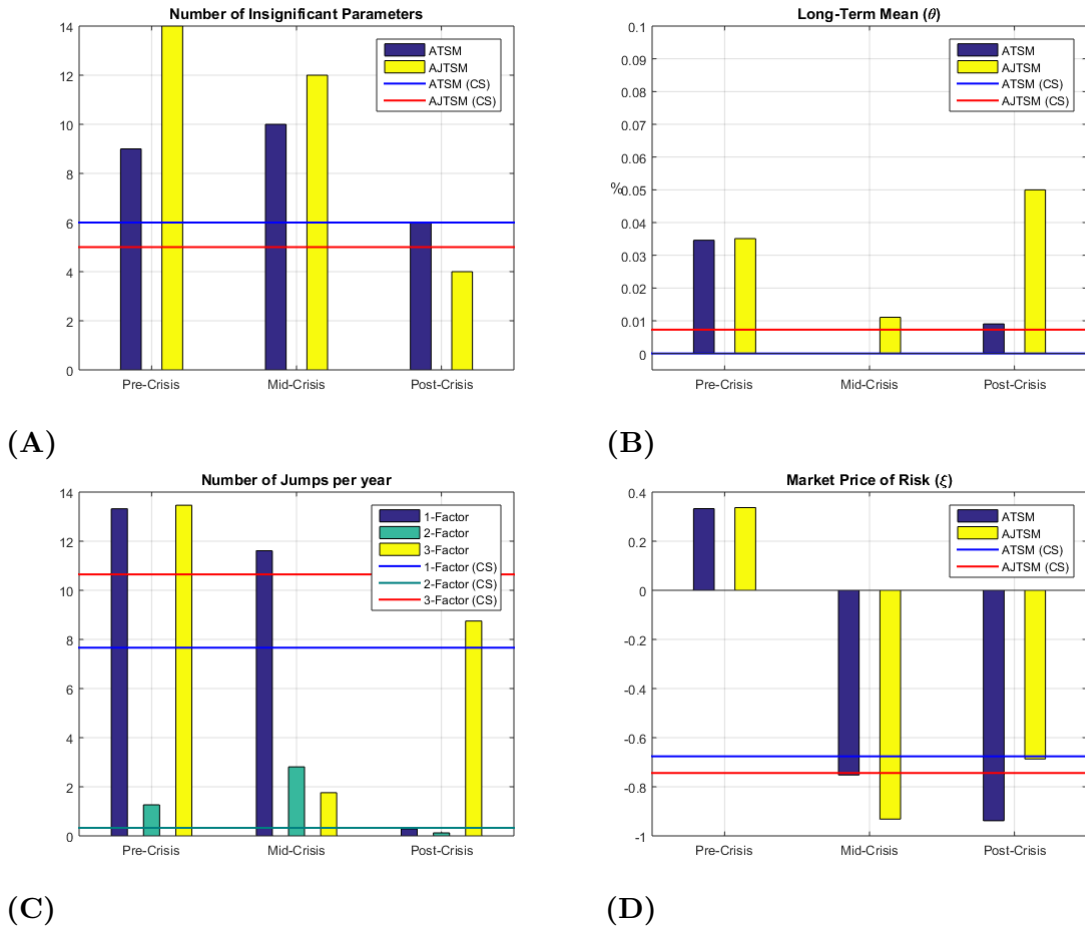 Number of Insignificant Parameters
14
12
10
8
6
4
2
0
ATSM
AJTSM
ATSM (CS)
AJTSM (CS)
Pre-Crisis Mid-Crisis Post-Crisis
(A)
Long-Term Mean (θ)
%
0.1
0.09
0.08
0.07
0.06
0.05
0.04
0.03
0.02
0.01
0
ATSM
AJTSM
ATSM (CS)
AJTSM (CS)
Pre-Crisis Mid-Crisis Post-Crisis
(B)
Number of Jumps per year
14
12
10
8
6
4
2
0
1-Factor
2-Factor
3-Factor
1-Factor (CS)
2-Factor (CS)
3-Factor (CS)
Pre-Crisis Mid-Crisis Post-Crisis
(C)
Market Price of Risk (ξ)
0.4
0.2
0
-0.2
-0.4
-0.6
-0.8
-1
ATSM
AJTSM
ATSM (CS)
AJTSM (CS)
Pre-Crisis Mid-Crisis Post-Crisis
(D)